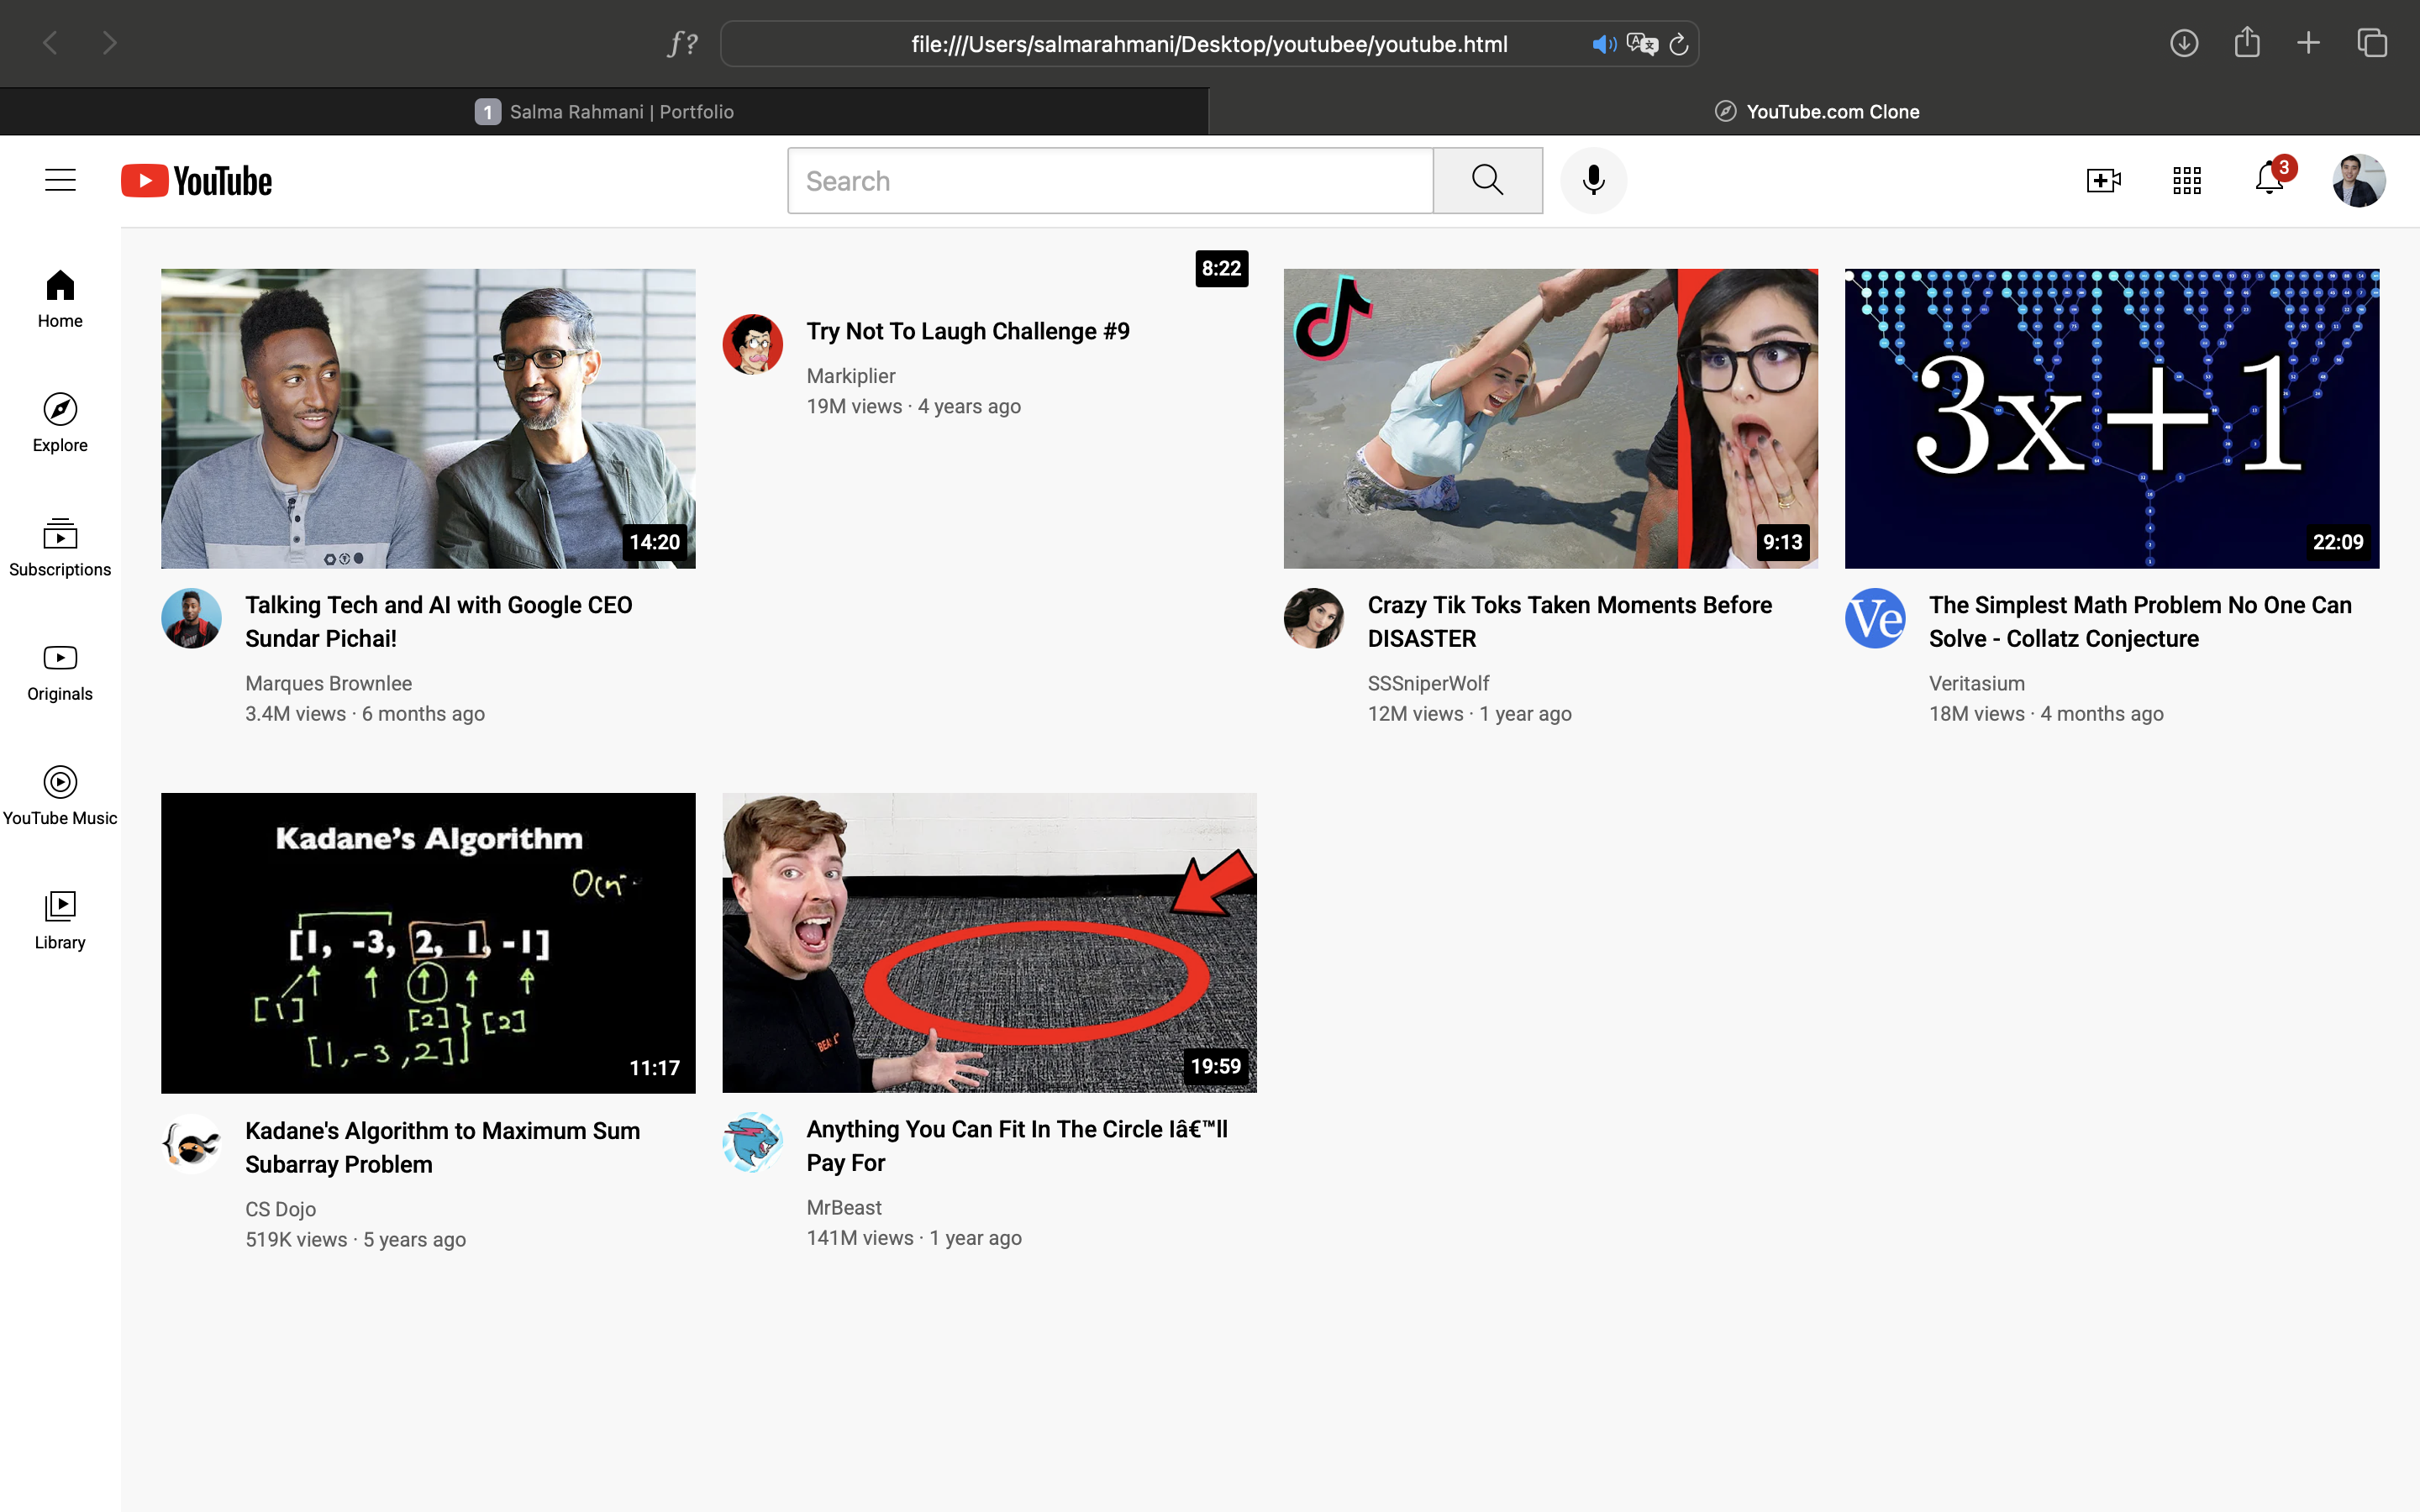 ƒ?
file:///Users/salmarahmani/Desktop/youtubee/youtube.html
1 Salma Rahmani | Portfolio
YouTube.com Clone
YouTube
Search
3
Home
Explore
Subscriptions
Originals
YouTube Music
Library
14:20
Talking Tech and AI with Google CEO
Sundar Pichai!
Marques Brownlee
3.4M views · 6 months ago
8:22
Try Not To Laugh Challenge #9
Markiplier
19M views · 4 years ago
9:13
Crazy Tik Toks Taken Moments Before
DISASTER
SSSniperWolf
12M views · 1 year ago
3x+1
22:09
Ve
The Simplest Math Problem No One Can
Solve - Collatz Conjecture
Veritasium
18M views · 4 months ago
Kadane's Algorithm
[1, -3, 2, 1, -1]
[1]
[2] } [2]
[1,-3,2]
11:17
Kadane's Algorithm to Maximum Sum
Subarray Problem
CS Dojo
519K views · 5 years ago
19:59
Anything You Can Fit In The Circle Iâ€™ll
Pay For
MrBeast
141M views · 1 year ago